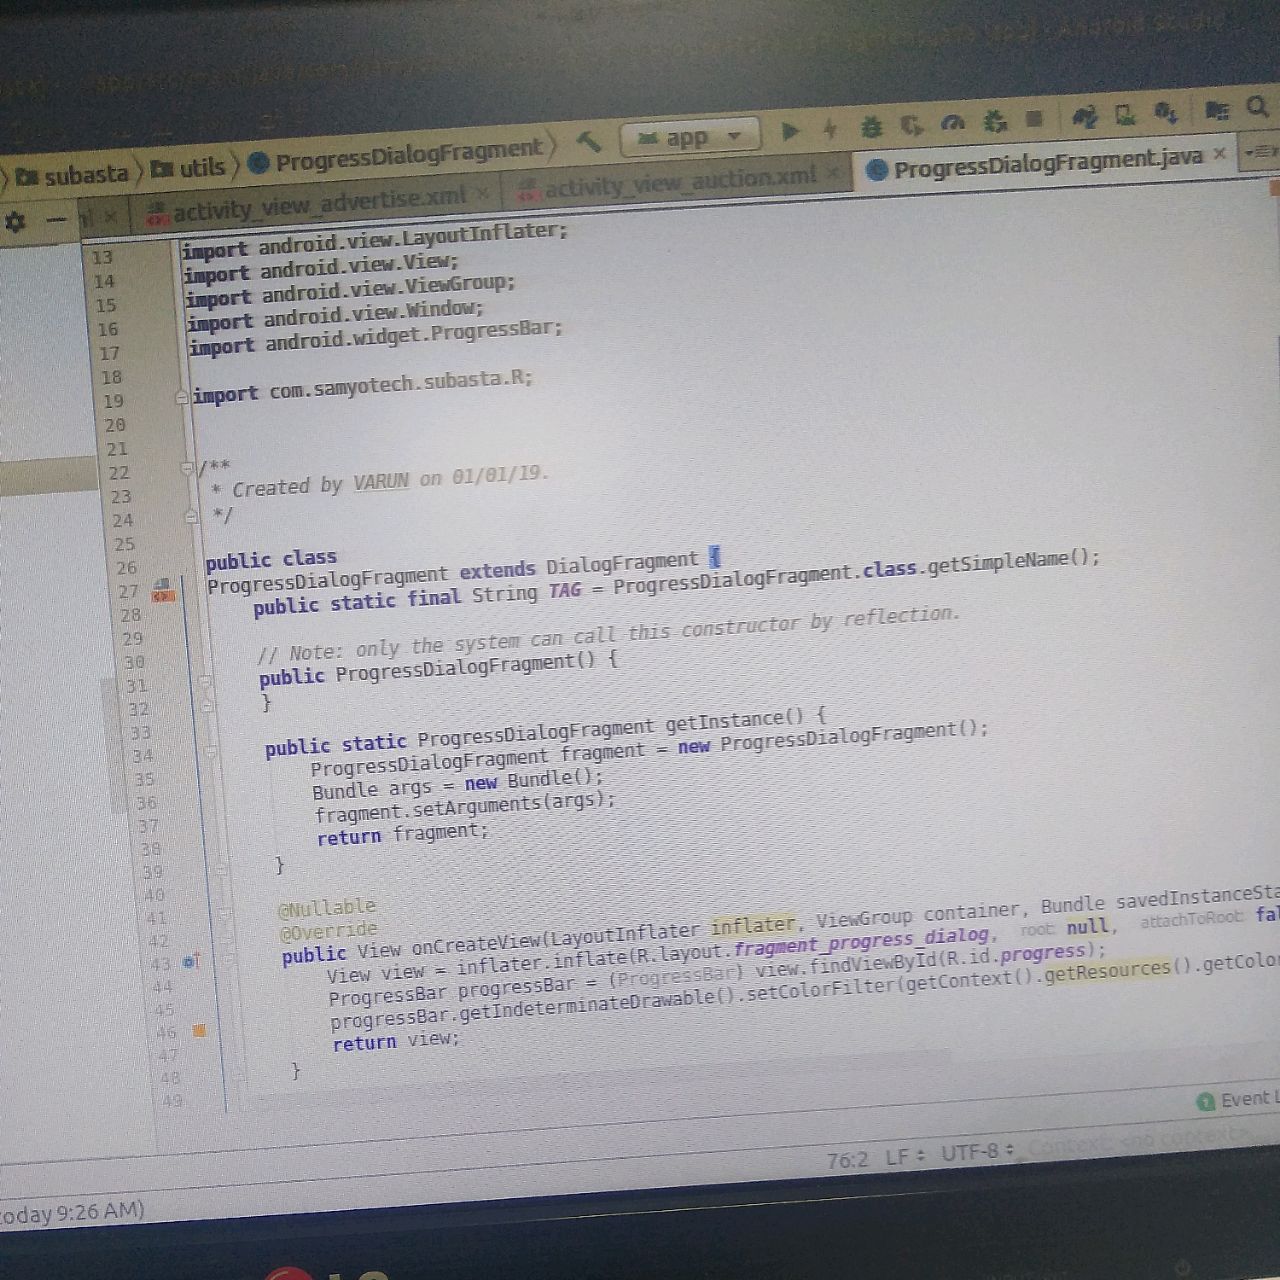 subasta utils ProgressDialogFragment app
activity_view_advertise.xml activity_view_auction.xml ProgressDialogFragment.java
13 import android.view.LayoutInflater;
14 import android.view.View;
15 import android.view.ViewGroup;
16 import android.view.Window;
17 import android.widget.ProgressBar;
18
19 import com.samyotech.subasta.R;
20
21
22 /**
23 * Created by VARUN on 01/01/19.
24 */
25
26 public class
27 ProgressDialogFragment extends DialogFragment {
28 public static final String TAG = ProgressDialogFragment.class.getSimpleName();
29
30 // Note: only the system can call this constructor by reflection.
31 public ProgressDialogFragment() {
32 }
33
34 public static ProgressDialogFragment getInstance() {
35 ProgressDialogFragment fragment = new ProgressDialogFragment();
36 Bundle args = new Bundle();
37 fragment.setArguments(args);
38 return fragment;
39 }
40
41 @Nullable
42 @Override
43 public View onCreateView(LayoutInflater inflater, ViewGroup container, Bundle savedInstanceSta
44 View view = inflater.inflate(R.layout.fragment_progress_dialog, root: null, attachToRoot: fal
45 ProgressBar progressBar = (ProgressBar) view.findViewById(R.id.progress);
46 progressBar.getIndeterminateDrawable().setColorFilter(getContext().getResources().getColo
47 return view;
48 }
49
1 Event L
76:2 LF UTF-8 Context: <no context>
oday 9:26 AM)